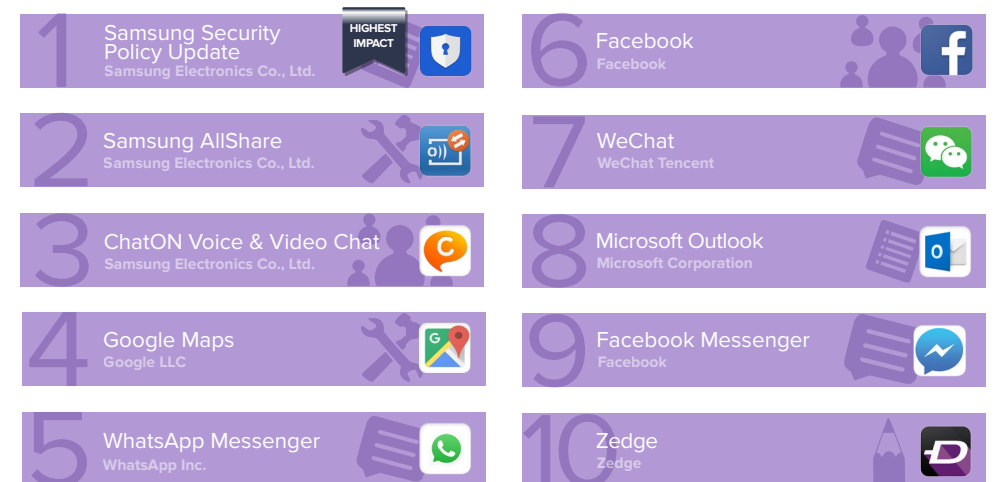 1
Samsung Security
Policy Update
Samsung Electronics Co., Ltd.
HIGHEST
IMPACT
2
Samsung AllShare
Samsung Electronics Co., Ltd.
3
ChatON Voice & Video Chat
Samsung Electronics Co., Ltd.
C
4
Google Maps
Google LLC
G
5
WhatsApp Messenger
WhatsApp Inc.
6
Facebook
Facebook
f
7
WeChat
WeChat Tencent
8
Microsoft Outlook
Microsoft Corporation
O
9
Facebook Messenger
Facebook
10
Zedge
Zedge
D